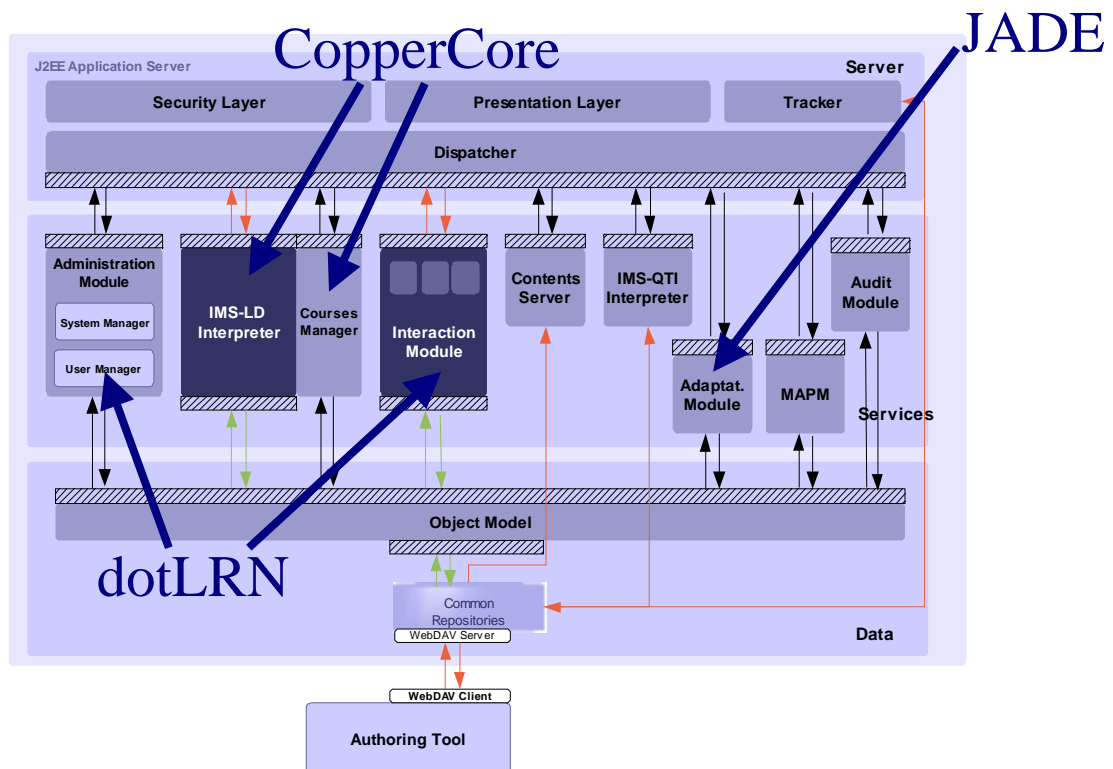 JADE
CopperCore
J2EE Application Server
Server
Security Layer
Presentation Layer
Tracker
Dispatcher
Administration
Module
System Manager
User Manager
IMS-LD
Interpreter
Courses
Manager
Interaction
Module
Contents
Server
IMS-QTI
Interpreter
Adaptat.
Module
MAPM
Audit
Module
Services
Object Model
dotLRN
Common
Repositories
WebDAV Server
Data
WebDAV Client
Authoring Tool